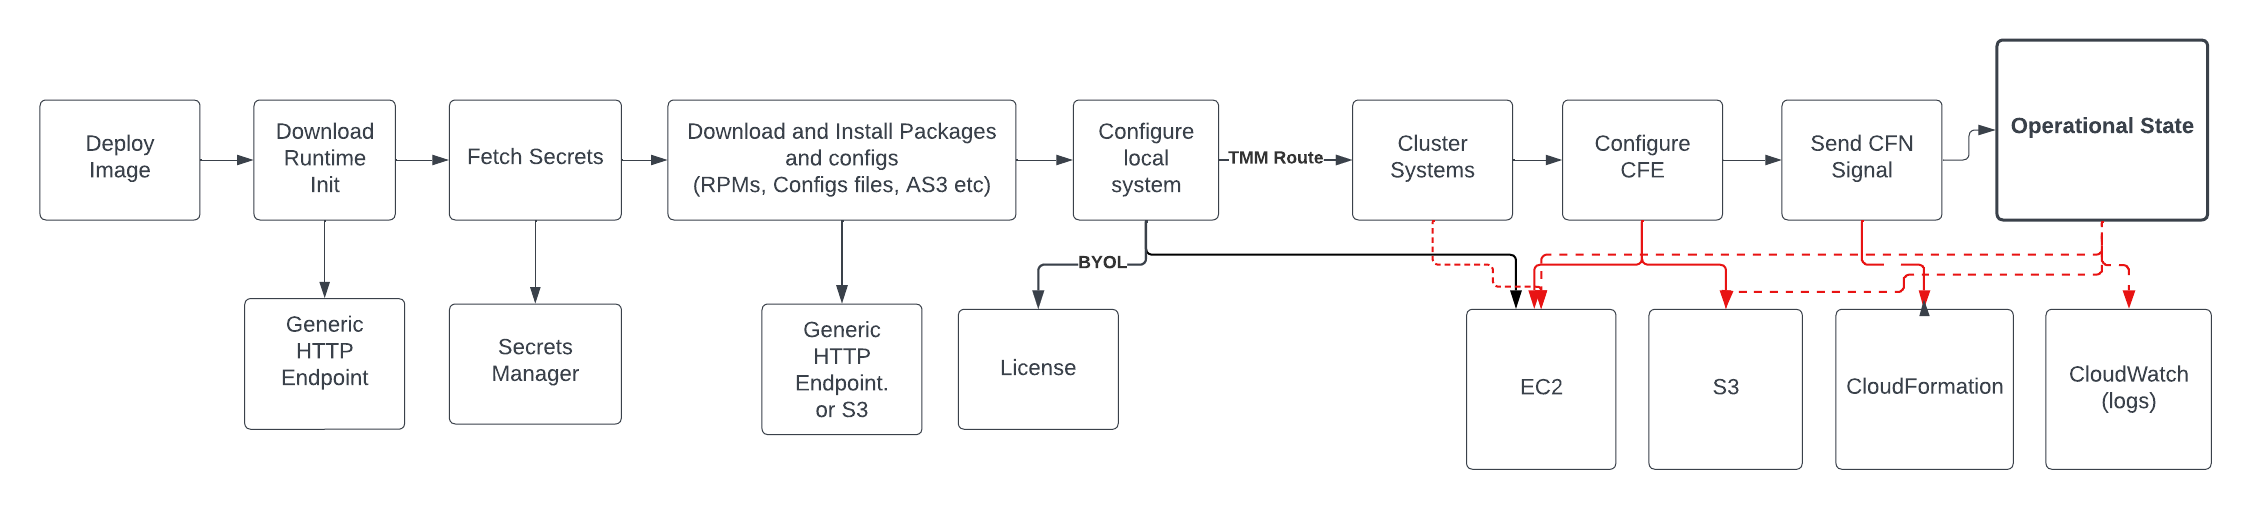 Deploy
Image
Download
Runtime
Init
Fetch Secrets
Download and Install Packages
and configs
(RPMs, Configs files, AS3 etc)
Configure
local
system
TMM Route
Cluster
Systems
Configure
CFE
Send CFN
Signal
Operational State
BYOL
Generic
HTTP
Endpoint
Secrets
Manager
Generic
HTTP
Endpoint.
or S3
License
EC2
S3
CloudFormation
CloudWatch
(logs)